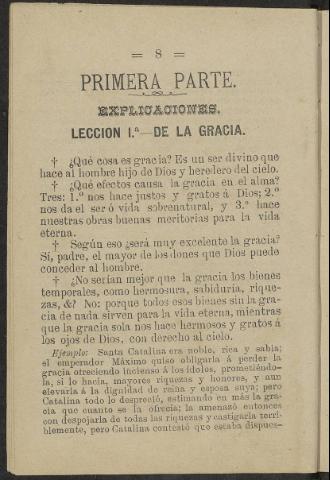 = 8 =
PRIMERA PARTE.
EXPLICACIONES.
LECCION I.ª—DE LA GRACIA.
† ¿Qué cosa es gracia? Es un ser divino que
hace al hombre hijo de Dios y heredero del cielo.
† ¿Qué efectos causa la gracia en el alma?
Tres: 1.º nos hace justos y gratos á Dios; 2.º
nos da el ser ó vida sobrenatural, y 3.º hace
nuestras obras buenas meritorias para la vida
eterna.
† Según eso ¿será muy excelente la gracia?
Sí, padre, el mayor de los dones que Dios puede
conceder al hombre.
† ¿No serían mejor que la gracia los bienes
temporales, como hermosura, sabiduría, rique-
zas, &? No: porque todos esos bienes sin la gra-
cia de nada sirven para la vida eterna, mientras
que la gracia sola nos hace hermosos y gratos á
los ojos de Dios, con derecho al cielo.
Ejemplo: Santa Catalina era noble, rica y sabia;
el emperador Máximo quiso obligarla á perder la
gracia ofreciendo incienso á los ídolos, prometiéndo-
la, si lo hacía, mayores riquezas y honores, y aun
elevarla á la dignidad de reina y esposa suya; pero
Catalina todo lo despreció, estimando en más la gra-
cia que cuanto se la ofrecía; la amenazó entonces
con despojarla de todas las riquezas y castigarla terri-
blemente, pero Catalina contestó que estaba dispues-